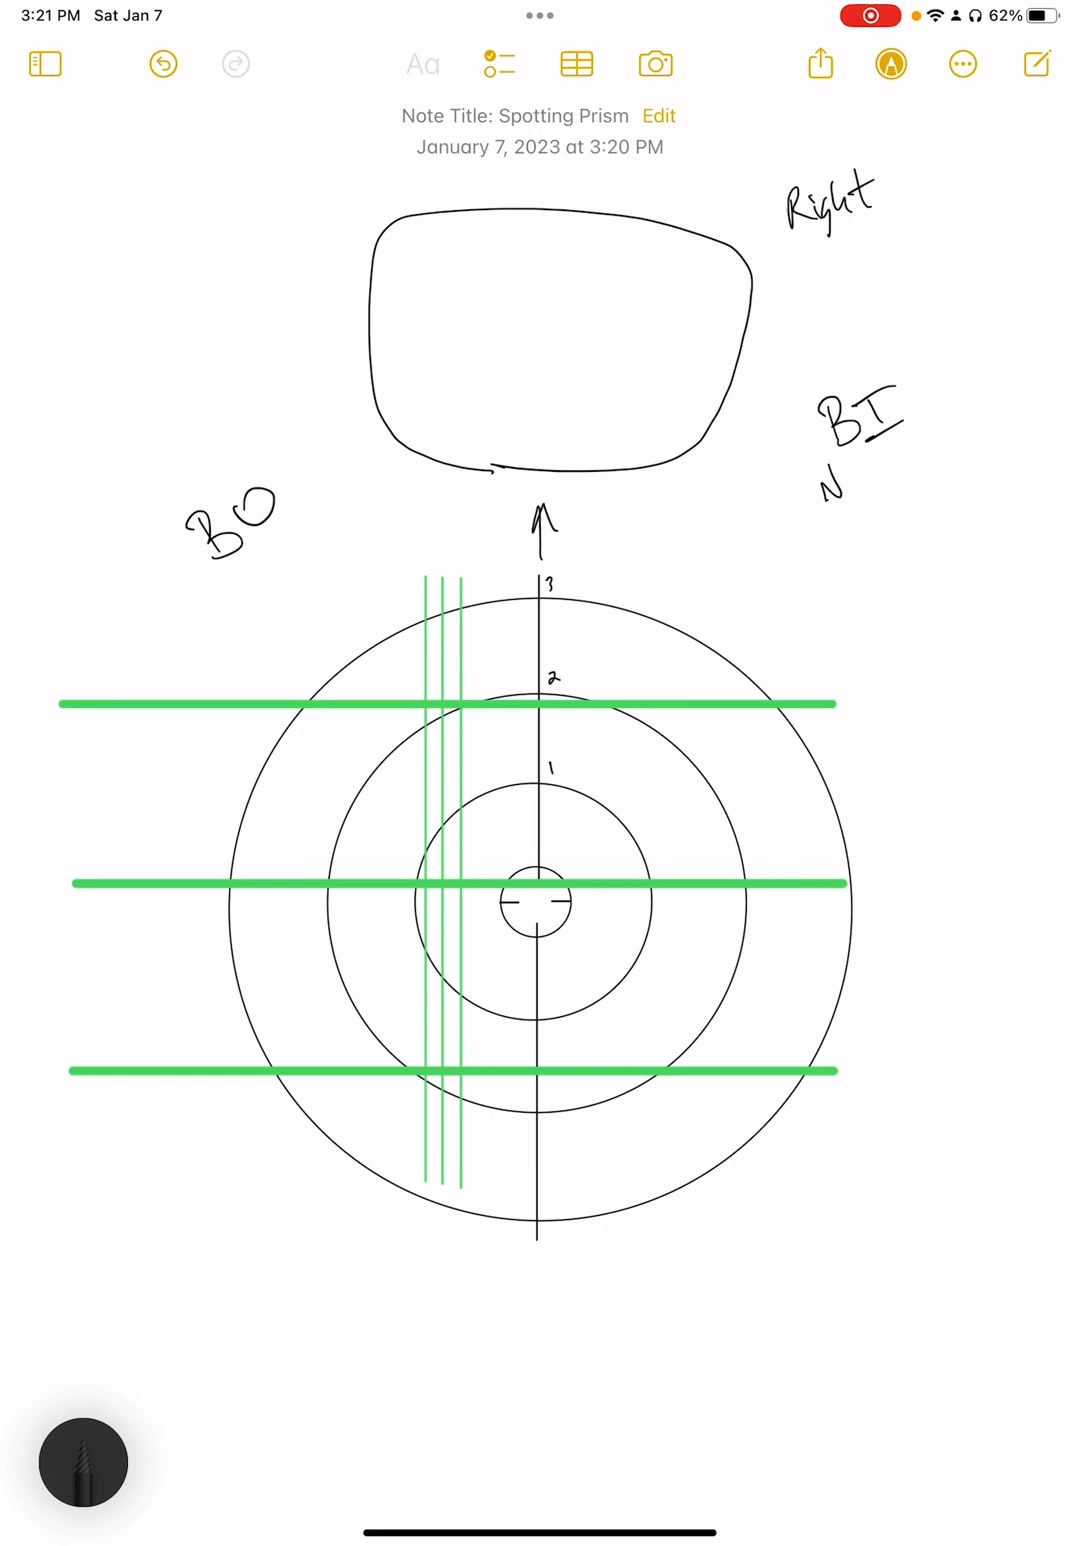 3:21 PM Sat Jan 7
62%
Aa
Note Title: Spotting Prism Edit
January 7, 2023 at 3:20 PM
Right
BI
N
BO
3
2
1